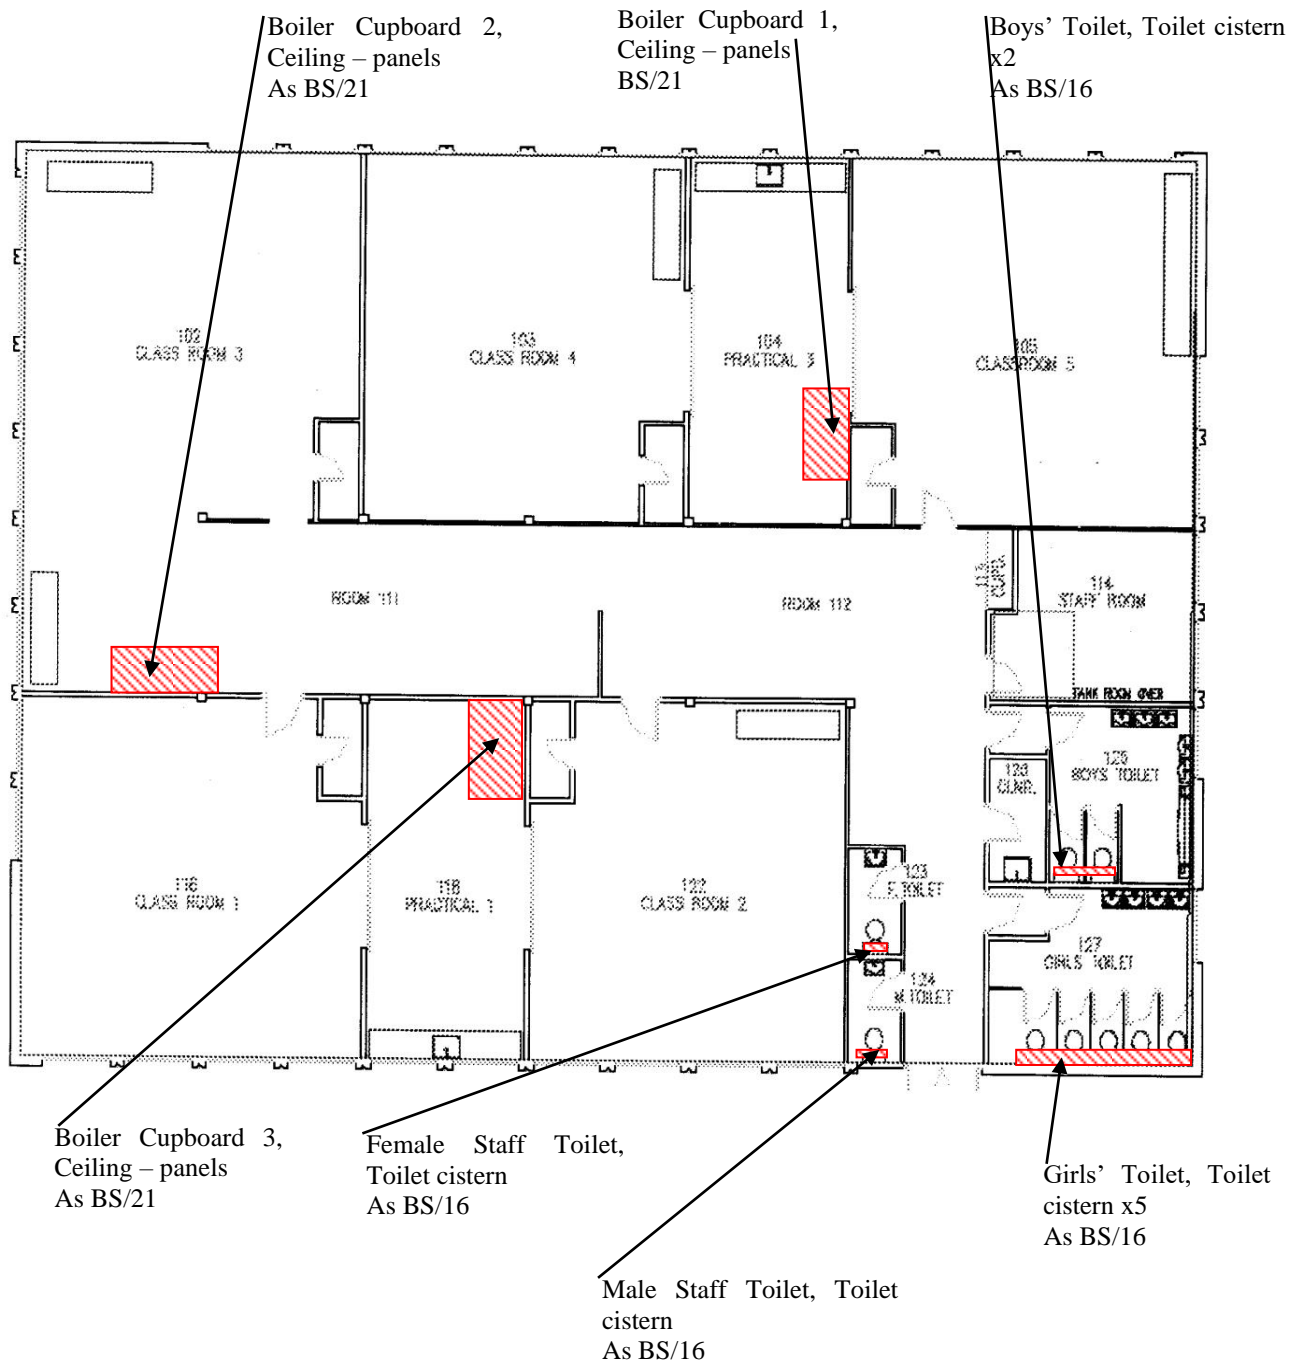 Boiler Cupboard 2,
Ceiling – panels
As BS/21
Boiler Cupboard 1,
Ceiling – panels
BS/21
Boys' Toilet, Toilet cistern
x2
As BS/16
102
CLASS ROOM 3
103
CLASS ROOM 4
104
PRACTICAL 3
105
CLASSROOM 5
ROOM 111
ROOM 112
113
114
STAFF ROOM
TANK ROOM OVER
125
BOYS TOILET
126
CLNR.
116
CLASS ROOM 1
118
PRACTICAL 1
122
CLASS ROOM 2
123
F.TOILET
124
M.TOILET
127
GIRLS TOILET
Boiler Cupboard 3,
Ceiling – panels
As BS/21
Female Staff Toilet,
Toilet cistern
As BS/16
Male Staff Toilet, Toilet
cistern
As BS/16
Girls' Toilet, Toilet
cistern x5
As BS/16